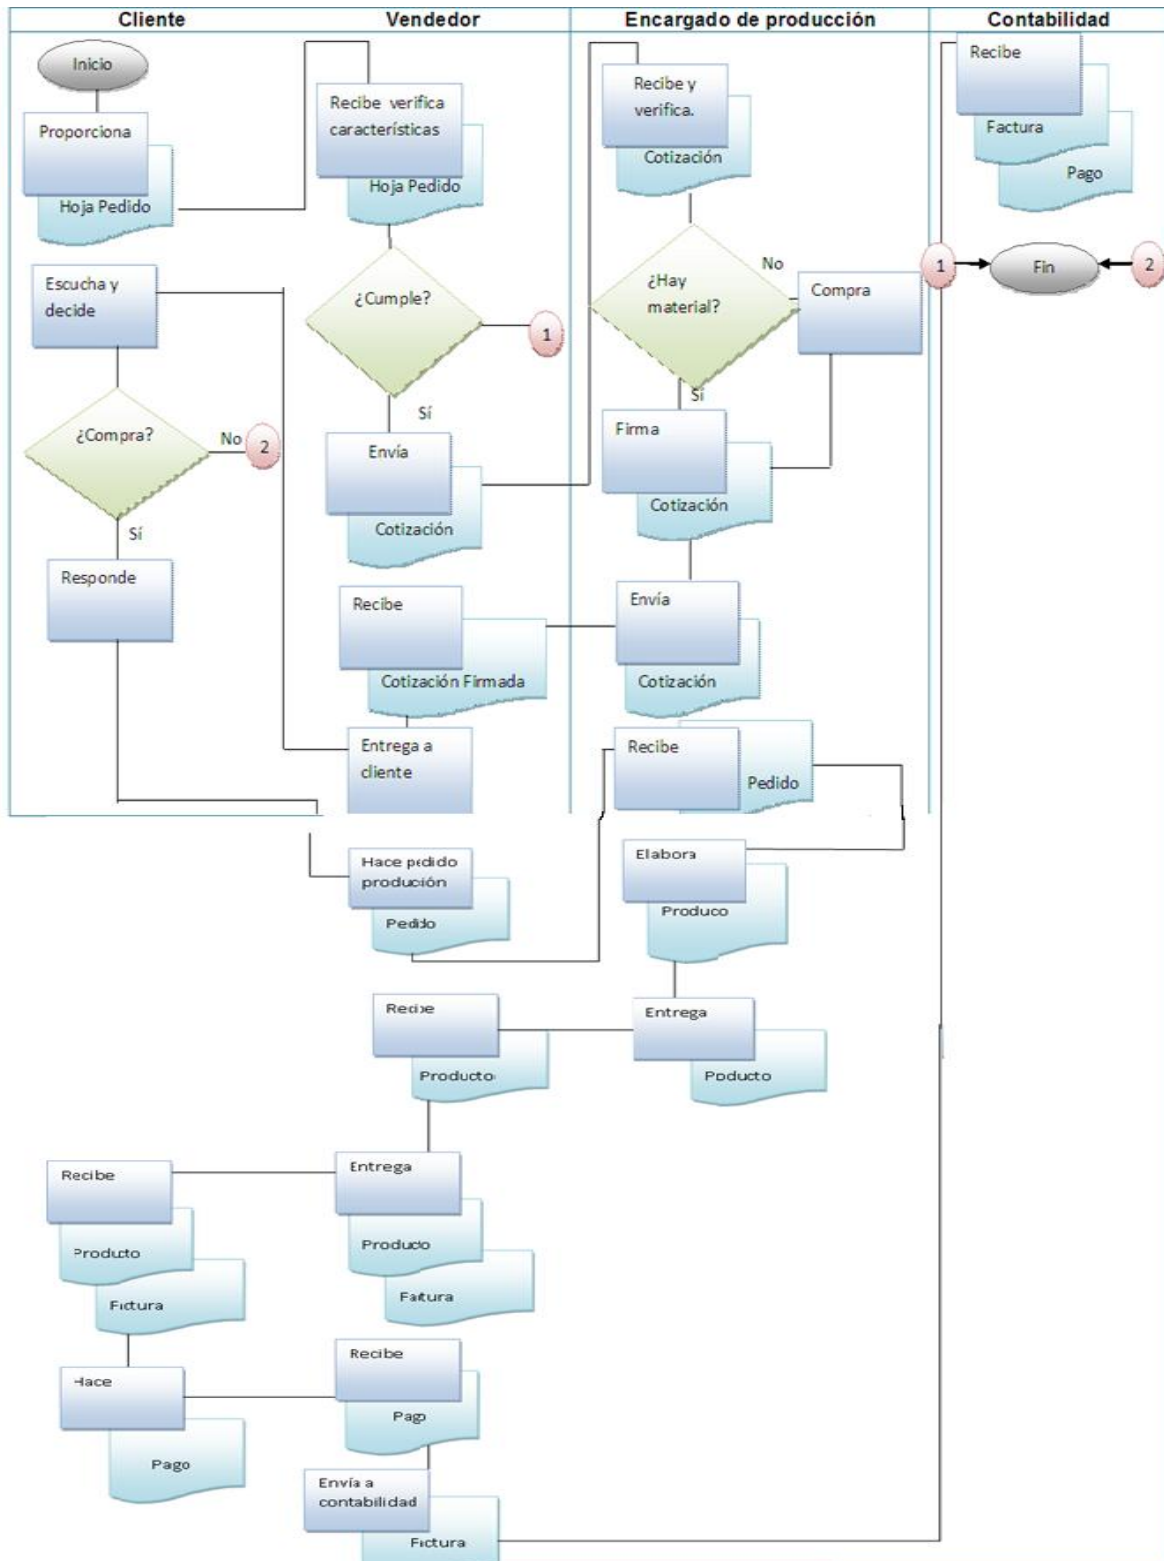 Cliente
Vendedor
Encargado de producción
Contabilidad
Inicio
Proporciona
Hoja Pedido
Recibe verifica
características
Hoja Pedido
Recibe y
verifica.
Cotización
Recibe
Factura
Pago
Escucha y
decide
¿Cumple?
1
¿Hay
material?
No
Compra
1
Fin
2
¿Compra?
No
2
Sí
Sí
Envía
Cotización
Sí
Firma
Cotización
Responde
Recibe
Cotización Firmada
Envía
Cotización
Entrega a
cliente
Recibe
Pedido
Hace pedido
produción
Pedido
Elabora
Produco
Recibe
Producto
Entrega
Poducto
Recibe
Producto
Fictura
Entrega
Producto
Faitura
Hace
Pago
Recibe
Pago
Envía a
contabilidad
Fictura